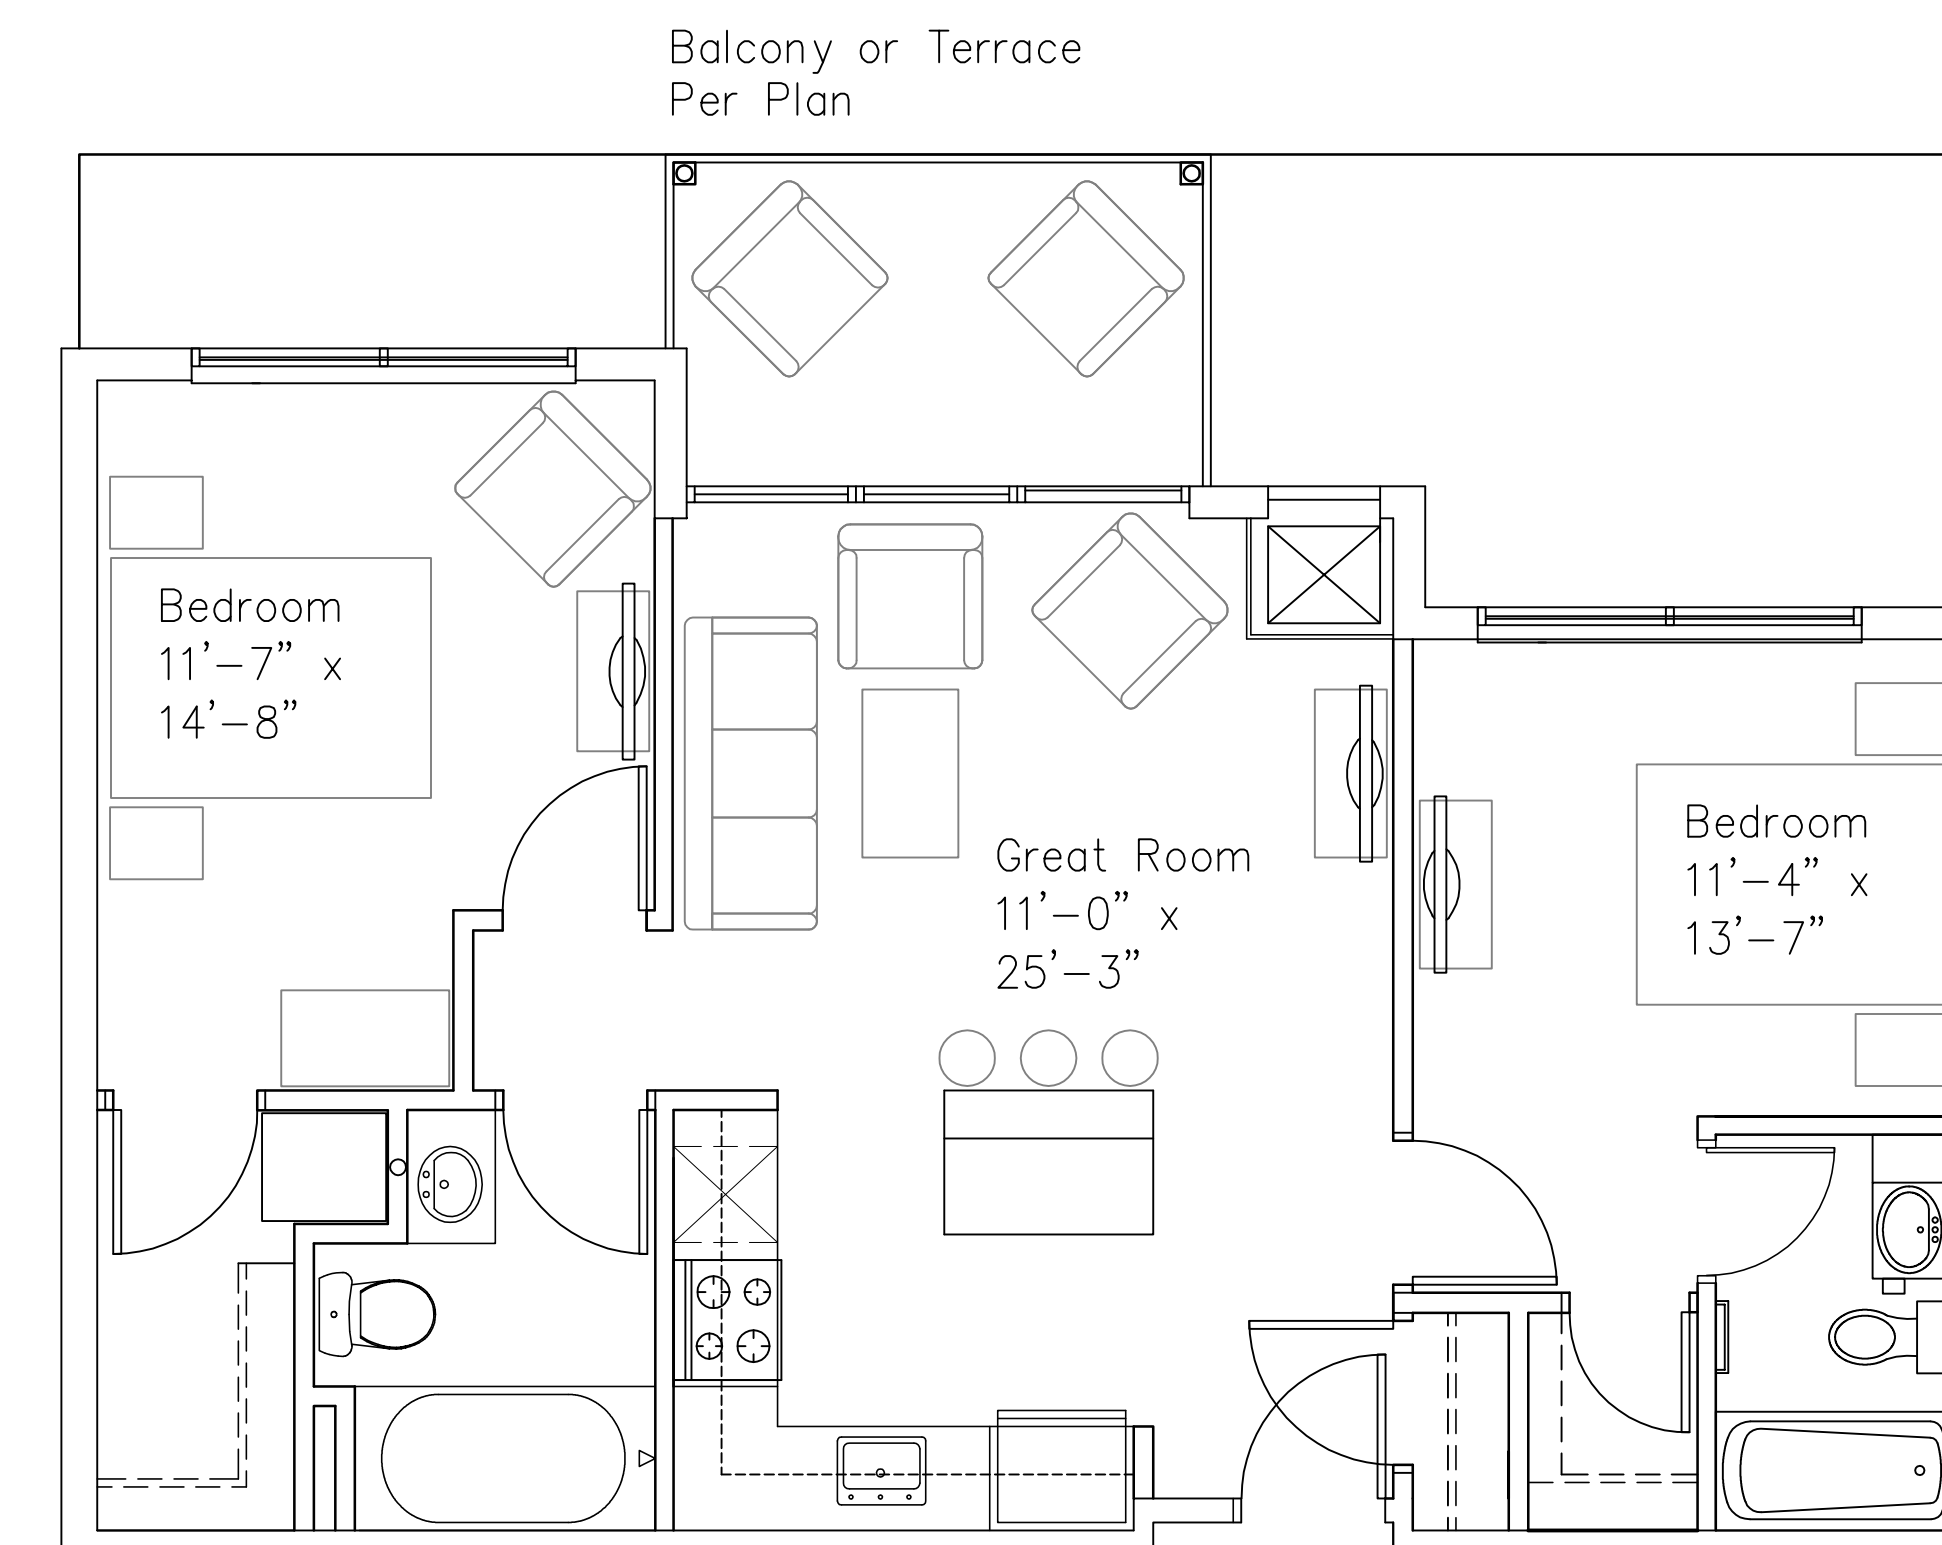 Balcony or Terrace
Per Plan
Bedroom
11'-7" x
14'-8"
Great Room
11'-0" x
25'-3"
Bedroom
11'-4" x
13'-7"